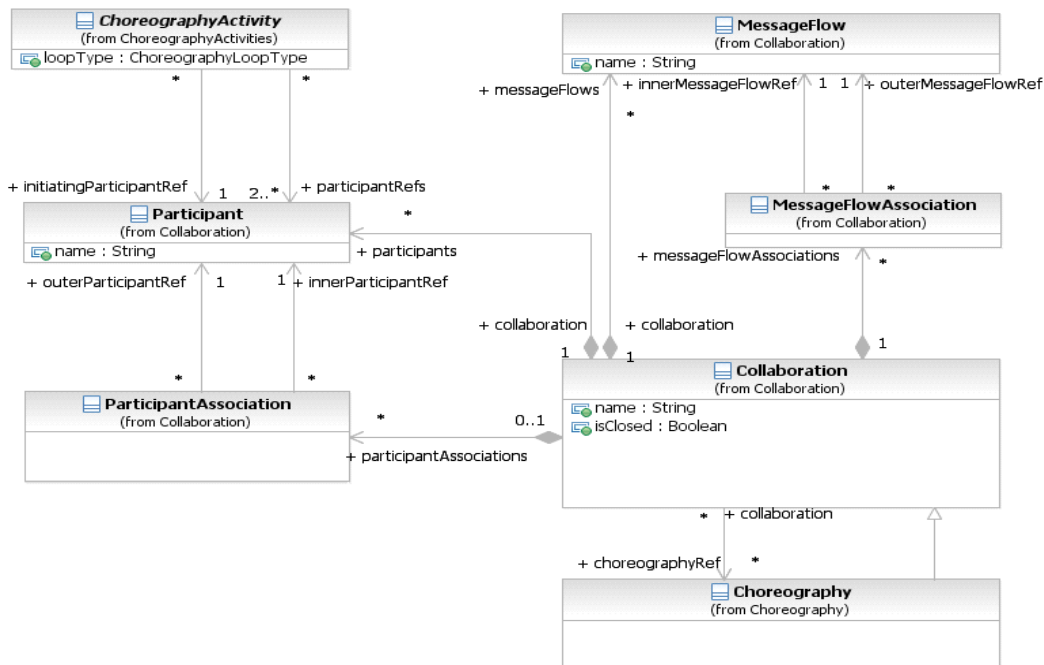 ChoreographyActivity
(from ChoreographyActivities)
loopType : ChoreographyLoopType
*
*
+ initiatingParticipantRef
1
2..*
+ participantRefs
Participant
(from Collaboration)
name : String
*
+ participants
+ outerParticipantRef
1
1
+ innerParticipantRef
*
*
ParticipantAssociation
(from Collaboration)
*
0..1
+ participantAssociations
MessageFlow
(from Collaboration)
name : String
+ messageFlows
+ innerMessageFlowRef
1
1
+ outerMessageFlowRef
*
*
*
MessageFlowAssociation
(from Collaboration)
+ messageFlowAssociations
*
+ collaboration
+ collaboration
1
1
1
Collaboration
(from Collaboration)
name : String
isClosed : Boolean
*
+ collaboration
+ choreographyRef
*
Choreography
(from Choreography)